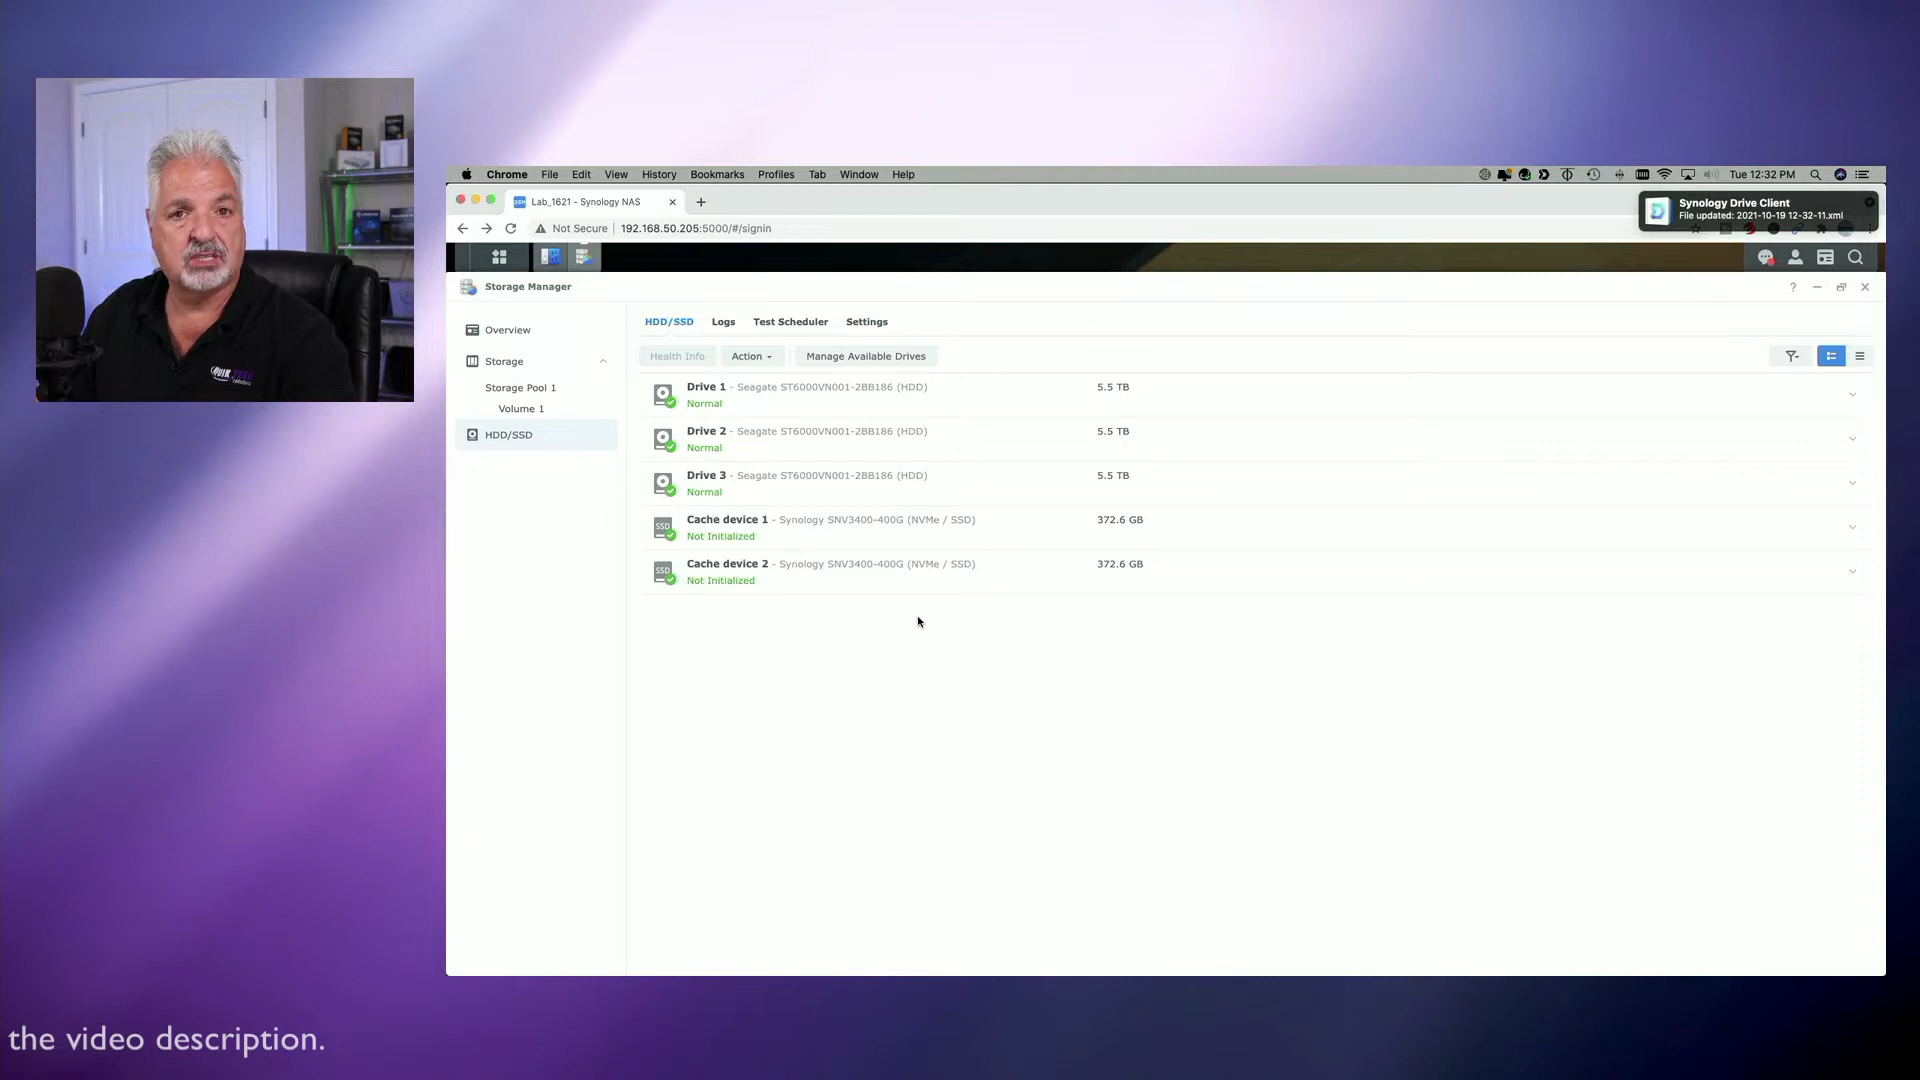 Chrome File Edit View History Bookmarks Profiles Tab Window Help Tue 12:32 PM
Lab_1621 - Synology NAS
Synology Drive Client
File updated: 2021-10-19 12-32-11.xml
Not Secure 192.168.50.205:5000/#/signin
Storage Manager
Overview
Storage
Storage Pool 1
Volume 1
HDD/SSD
HDD/SSD Logs Test Scheduler Settings
Health Info Action Manage Available Drives
Drive 1 - Seagate ST6000VN001-2BB186 (HDD) 5.5 TB
Normal
Drive 2 - Seagate ST6000VN001-2BB186 (HDD) 5.5 TB
Normal
Drive 3 - Seagate ST6000VN001-2BB186 (HDD) 5.5 TB
Normal
SSD Cache device 1 - Synology SNV3400-400G (NVMe / SSD) 372.6 GB
Not Initialized
SSD Cache device 2 - Synology SNV3400-400G (NVMe / SSD) 372.6 GB
Not Initialized
the video description.